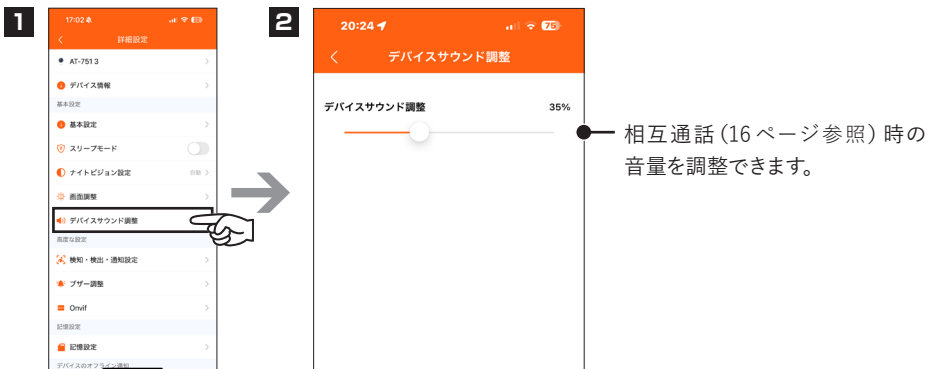 1
17:02
詳細設定
AT-7513
デバイス情報
基本設定
基本設定
スリープモード
ナイトビジョン設定
自動
画面調整
デバイスサウンド調整
高度な設定
検知・検出・通知設定
ブザー調整
Onvif
記憶設定
記憶設定
デバイスのオフライン通知
2
20:24
75
デバイスサウンド調整
デバイスサウンド調整
35%
相互通話(16ページ参照)時の
音量を調整できます。